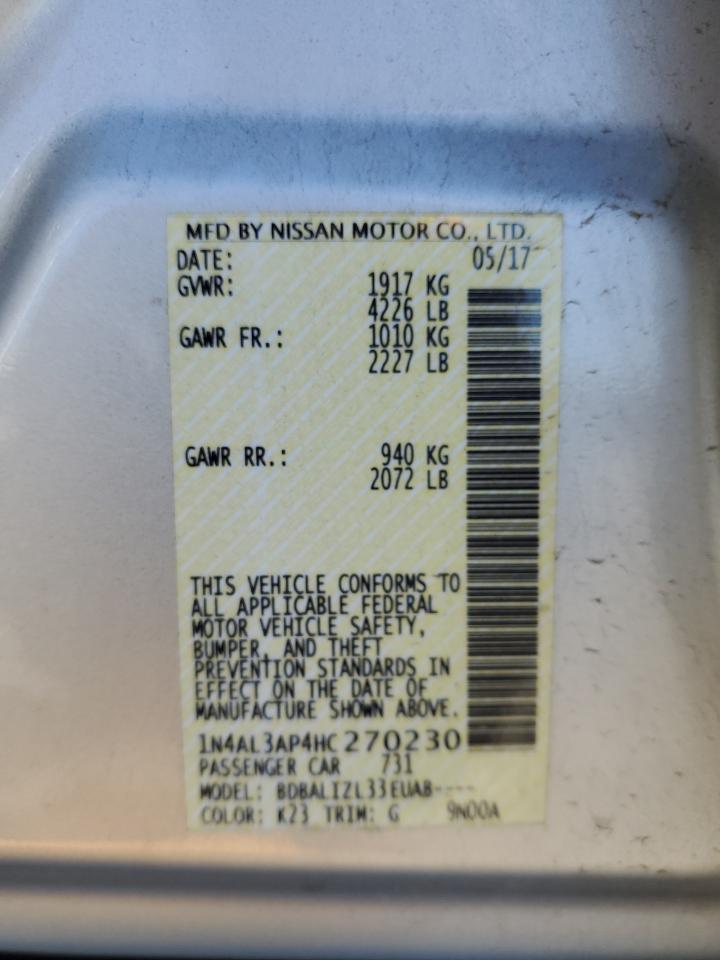 MFD BY NISSAN MOTOR CO., LTD.
DATE: 05/17
GVWR: 1917 KG
4226 LB
GAWR FR.: 1010 KG
2227 LB
GAWR RR.: 940 KG
2072 LB
THIS VEHICLE CONFORMS TO
ALL APPLICABLE FEDERAL
MOTOR VEHICLE SAFETY,
BUMPER, AND THEFT
PREVENTION STANDARDS IN
EFFECT ON THE DATE OF
MANUFACTURE SHOWN ABOVE.
1N4AL3AP4HC270230
PASSENGER CAR 731
MODEL: BDBALIZL33EUAB----
COLOR: K23 TRIM: G 9N00A